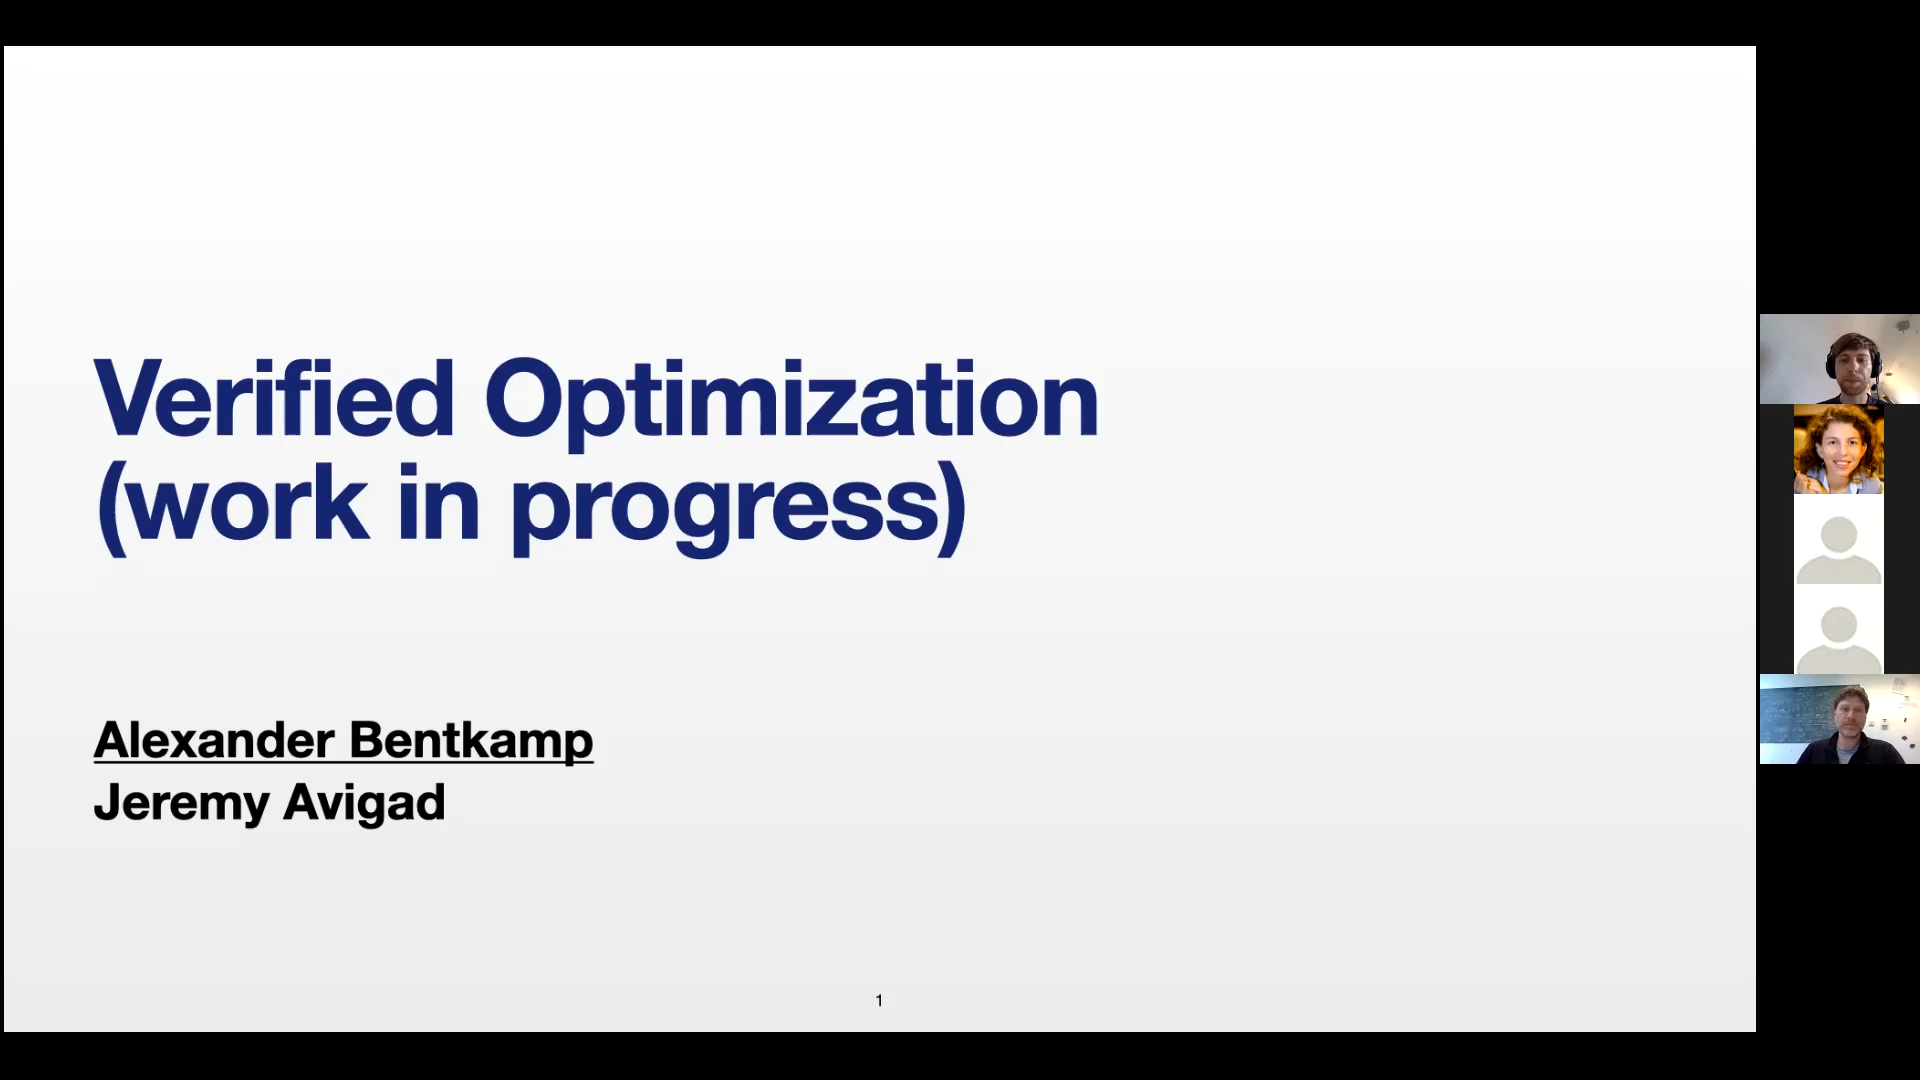 Verified Optimization
(work in progress)
Alexander Bentkamp
Jeremy Avigad
1